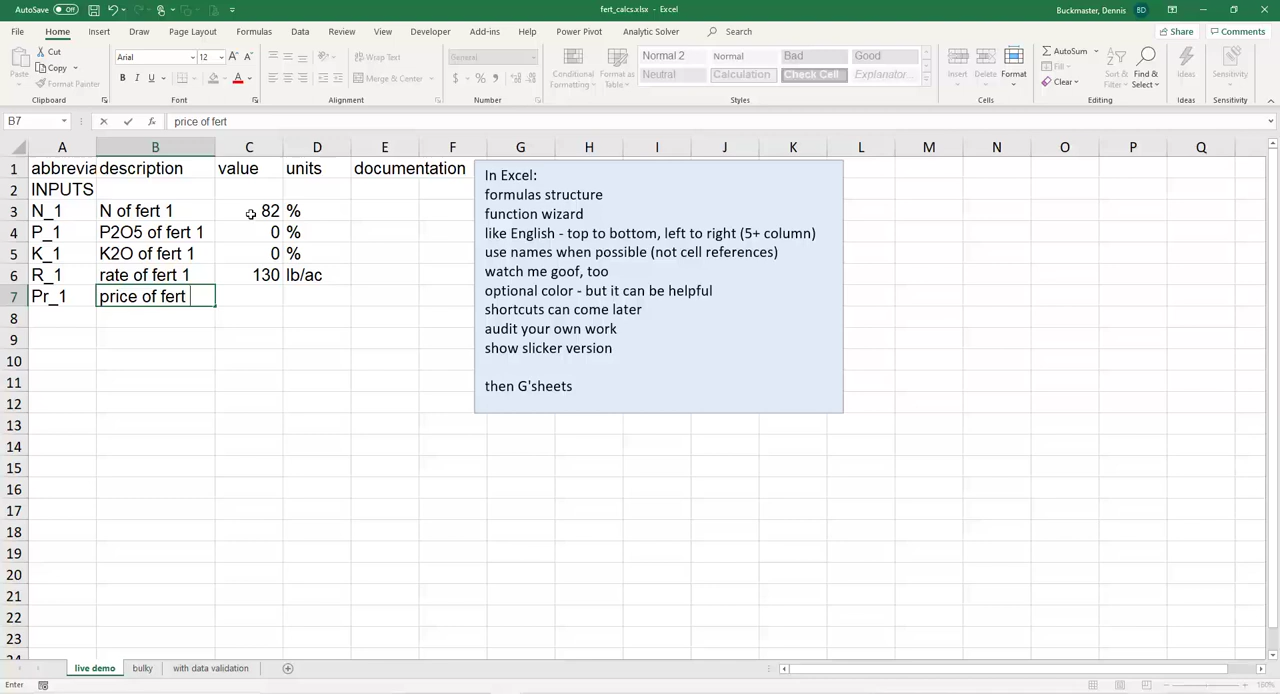 AutoSave Off
fert_calcs.xlsx - Excel
Buckmaster, Dennis BD
File Home Insert Draw Page Layout Formulas Data Review View Developer Add-ins Help Power Pivot Analytic Solver Search Share Comments
Paste Cut Copy Format Painter
Arial 12 A A
B I U A
Wrap Text
Merge & Center
General
$ % ,
Conditional Formatting Format as Table
Normal 2 Normal Bad Good
Neutral Calculation Check Cell Explanator...
Insert Delete Format
AutoSum Fill Clear
Sort & Filter Find & Select Ideas Sensitivity
Clipboard Font Alignment Number Styles Cells Editing Ideas Sensitivity
B7 fx price of fert
A B C D E F G H I J K L M N O P Q
1 abbrevia description value units documentation
2 INPUTS
3 N_1 N of fert 1 82 %
4 P_1 P2O5 of fert 1 0 %
5 K_1 K2O of fert 1 0 %
6 R_1 rate of fert 1 130 lb/ac
7 Pr_1 price of fert
8
9
10
11
12
13
14
15
16
17
18
19
20
21
22
23
24
In Excel:
formulas structure
function wizard
like English - top to bottom, left to right (5+ column)
use names when possible (not cell references)
watch me goof, too
optional color - but it can be helpful
shortcuts can come later
audit your own work
show slicker version
then G'sheets
live demo bulky with data validation
Enter
160%